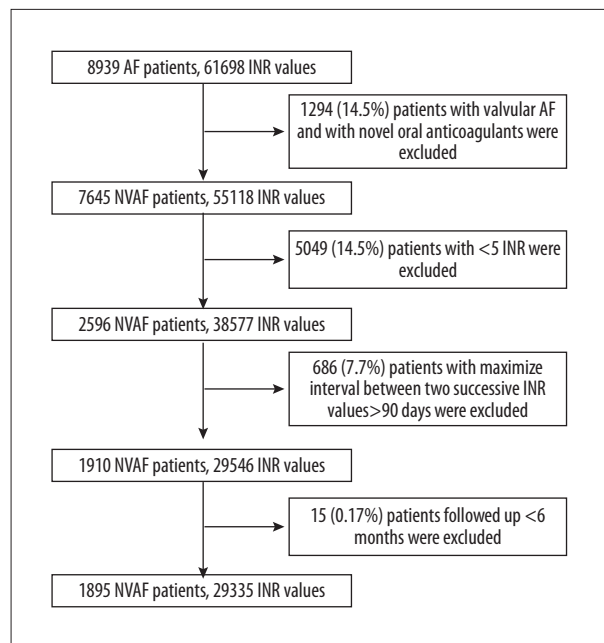 8939 AF patients, 61698 INR values
1294 (14.5%) patients with valvular AF
and with novel oral anticoagulants were
excluded
7645 NVAF patients, 55118 INR values
5049 (14.5%) patients with <5 INR were
excluded
2596 NVAF patients, 38577 INR values
686 (7.7%) patients with maximize
interval between two successive INR
values>90 days were excluded
1910 NVAF patients, 29546 INR values
15 (0.17%) patients followed up <6
months were excluded
1895 NVAF patients, 29335 INR values